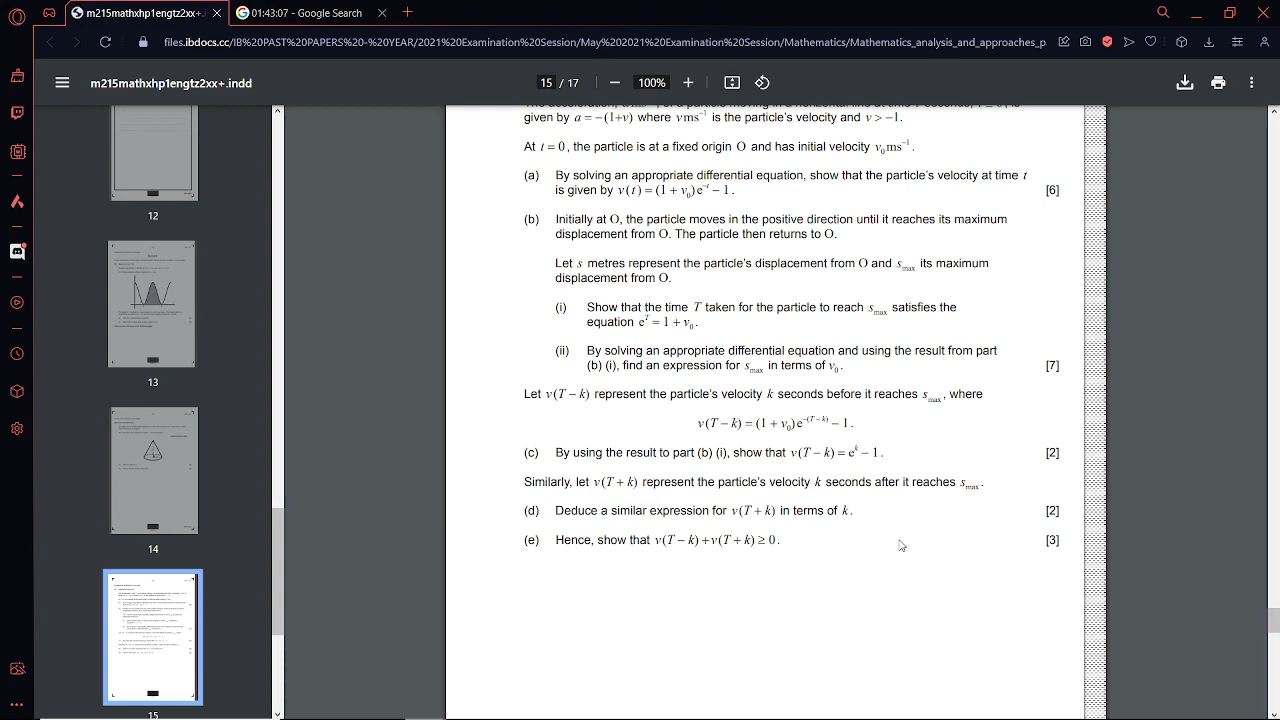 m215mathxhp1engtz2xx+.
01:43:07 - Google Search
files.ibdocs.cc/IB%20PAST%20PAPERS%20-%20YEAR/2021%20Examination%20Session/May%202021%20Examination%20Session/Mathematics/Mathematics_analysis_and_approaches_p.
m215mathxhp1engtz2xx+.indd
15 / 17
100%
12
13
14
15
given by a = −(1+v) where v ms⁻¹ is the particle's velocity and v > −1.
At t = 0, the particle is at a fixed origin O and has initial velocity v₀ ms⁻¹.
(a) By solving an appropriate differential equation, show that the particle's velocity at time t
is given by v(t) = (1 + v₀)e⁻ᵗ − 1. [6]
(b) Initially at O, the particle moves in the positive direction until it reaches its maximum
displacement from O. The particle then returns to O.
Let s metres represent the particle's displacement from O and s_max its maximum
displacement from O.
(i) Show that the time T taken for the particle to reach s_max satisfies the
equation eᵀ = 1 + v₀.
(ii) By solving an appropriate differential equation and using the result from part
(b) (i), find an expression for s_max in terms of v₀. [7]
Let v(T − k) represent the particle's velocity k seconds before it reaches s_max, where
v(T − k) = (1 + v₀)e^−(T − k) − 1.
(c) By using the result to part (b) (i), show that v(T − k) = eᵏ − 1. [2]
Similarly, let v(T + k) represent the particle's velocity k seconds after it reaches s_max.
(d) Deduce a similar expression for v(T + k) in terms of k. [2]
(e) Hence, show that v(T − k) + v(T + k) ≥ 0. [3]